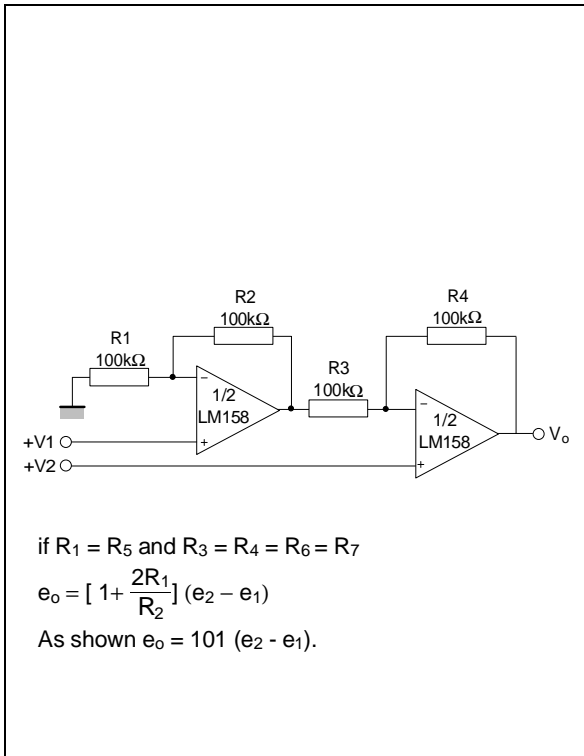 R2
100kΩ
R4
100kΩ
R1
100kΩ
R3
100kΩ
−
1/2
LM158
+
−
1/2
LM158
+
+V1
+V2
Vo
if R1 = R5 and R3 = R4 = R6 = R7
eo = [ 1+ 2R1/R2 ] (e2 − e1)
As shown eo = 101 (e2 - e1).